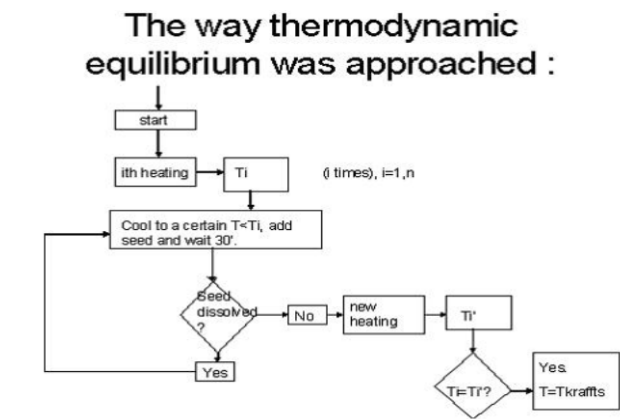 The way thermodynamic
equilibrium was approached :
start
ith heating
Ti
(i times), i=1,n
Cool to a certain T<Ti, add
seed and wait 30'.
Seed
dissolved
?
No
new
heating
Ti'
Yes
Ti=Ti'?
Yes.
T=Tkraffts